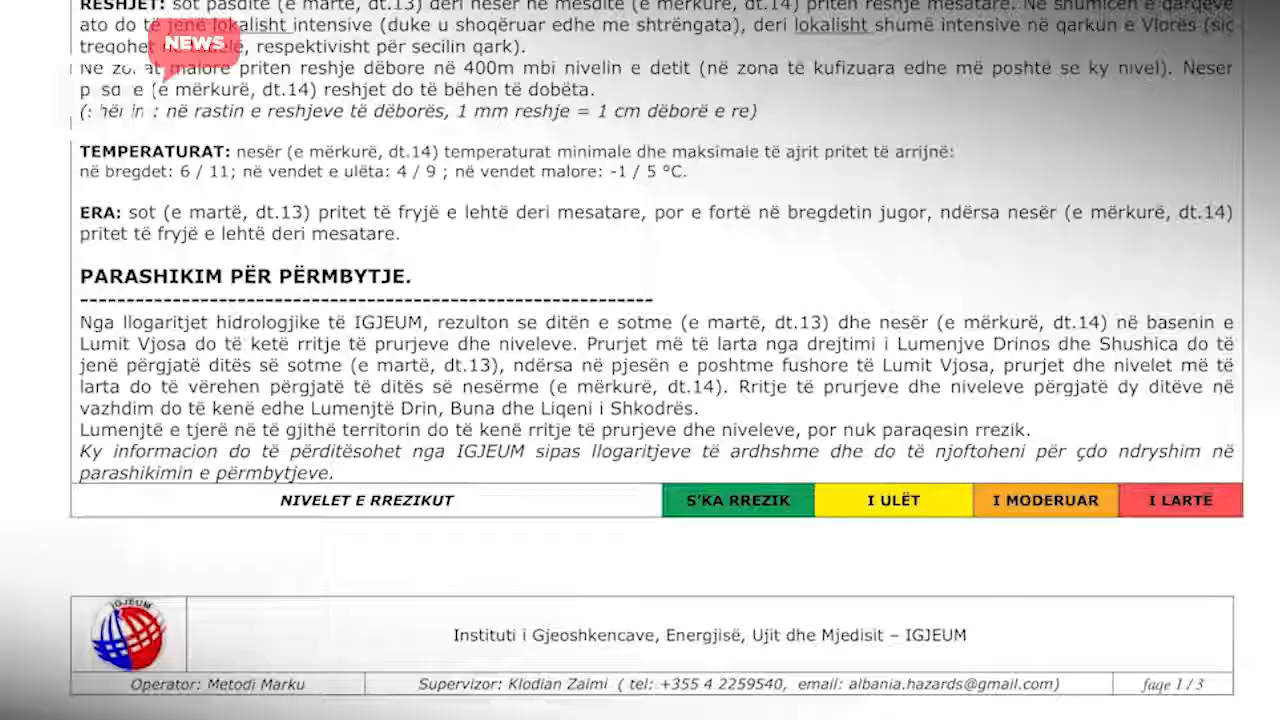 RESHJET: sot pasdite (e martë, dt.13) deri nesër në mesditë (e mërkurë, dt.14) priten reshje mesatare. Në shumicën e qarqeve
ato do të jenë lokalisht intensive (duke u shoqëruar edhe me shtrëngata), deri lokalisht shumë intensive në qarkun e Vlorës (siç
NEWS
tregohet, respektivisht për secilin qark).
malore priten reshje dëbore në 400m mbi nivelin e detit (në zona të kufizuara edhe më poshtë se ky nivel). Neser
(e mërkurë, dt.14) reshjet do të bëhen të dobëta.
në rastin e reshjeve të dëborës, 1 mm reshje = 1 cm dëborë e re)
TEMPERATURAT: nesër (e mërkurë, dt.14) temperaturat minimale dhe maksimale të ajrit pritet të arrijnë:
në bregdet: 6 / 11; në vendet e ulëta: 4 / 9 ; në vendet malore: -1 / 5 °C.
ERA: sot (e martë, dt.13) pritet të fryjë e lehtë deri mesatare, por e fortë në bregdetin jugor, ndërsa nesër (e mërkurë, dt.14)
pritet të fryjë e lehtë deri mesatare.
PARASHIKIM PËR PËRMBYTJE.
--------------------------------------------------------------
Nga llogaritjet hidrologjike të IGJEUM, rezulton se ditën e sotme (e martë, dt.13) dhe nesër (e mërkurë, dt.14) në basenin e
Lumit Vjosa do të ketë rritje të prurjeve dhe niveleve. Prurjet më të larta nga drejtimi i Lumenjve Drinos dhe Shushica do të
jenë përgjatë ditës së sotme (e martë, dt.13), ndërsa në pjesën e poshtme fushore të Lumit Vjosa, prurjet dhe nivelet më të
larta do të vërehen përgjatë të ditës së nesërme (e mërkurë, dt.14). Rritje të prurjeve dhe niveleve përgjatë dy ditëve në
vazhdim do të kenë edhe Lumenjtë Drin, Buna dhe Liqeni i Shkodrës.
Lumenjtë e tjerë në të gjithë territorin do të kenë rritje të prurjeve dhe niveleve, por nuk paraqesin rrezik.
Ky informacion do të përditësohet nga IGJEUM sipas llogaritjeve të ardhshme dhe do të njoftoheni për çdo ndryshim në
parashikimin e përmbytjeve.
NIVELET E RREZIKUT S'KA RREZIK I ULËT I MODERUAR I LARTË
IGJEUM
Instituti i Gjeoshkencave, Energjisë, Ujit dhe Mjedisit – IGJEUM
Operator: Metodi Marku Supervizor: Klodian Zaimi ( tel: +355 4 2259540, email: albania.hazards@gmail.com) faqe 1 / 3